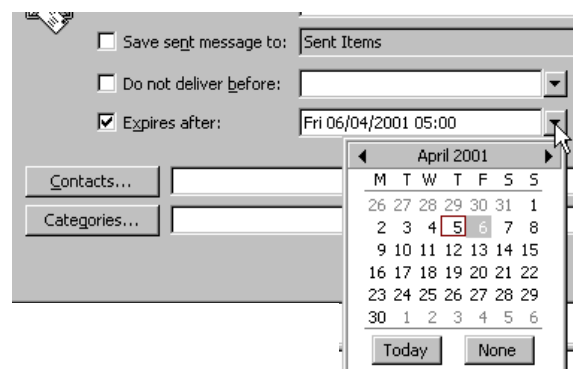 Save sent message to: Sent Items
Do not deliver before:
Expires after: Fri 06/04/2001 05:00
April 2001
Contacts...
M T W T F S S
26 27 28 29 30 31 1
Categories...
2 3 4 5 6 7 8
9 10 11 12 13 14 15
16 17 18 19 20 21 22
23 24 25 26 27 28 29
30 1 2 3 4 5 6
Today None